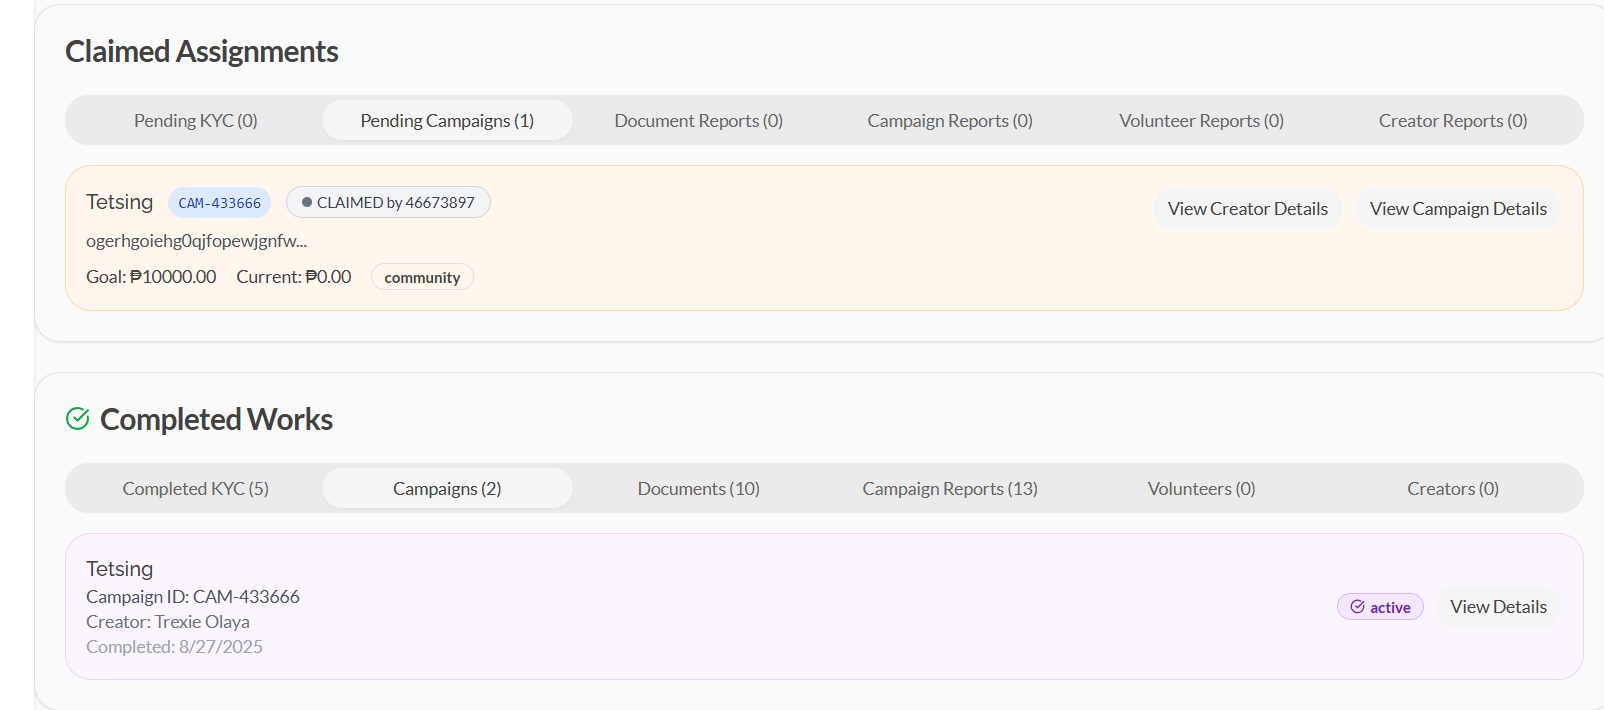 Claimed Assignments
Pending KYC (0) Pending Campaigns (1) Document Reports (0) Campaign Reports (0) Volunteer Reports (0) Creator Reports (0)
Tetsing CAM-433666 CLAIMED by 46673897 View Creator Details View Campaign Details
ogerhgoiehg0qjfopewjgnfw...
Goal: ₱10000.00 Current: ₱0.00 community
Completed Works
Completed KYC (5) Campaigns (2) Documents (10) Campaign Reports (13) Volunteers (0) Creators (0)
Tetsing
Campaign ID: CAM-433666
Creator: Trexie Olaya
Completed: 8/27/2025
active View Details